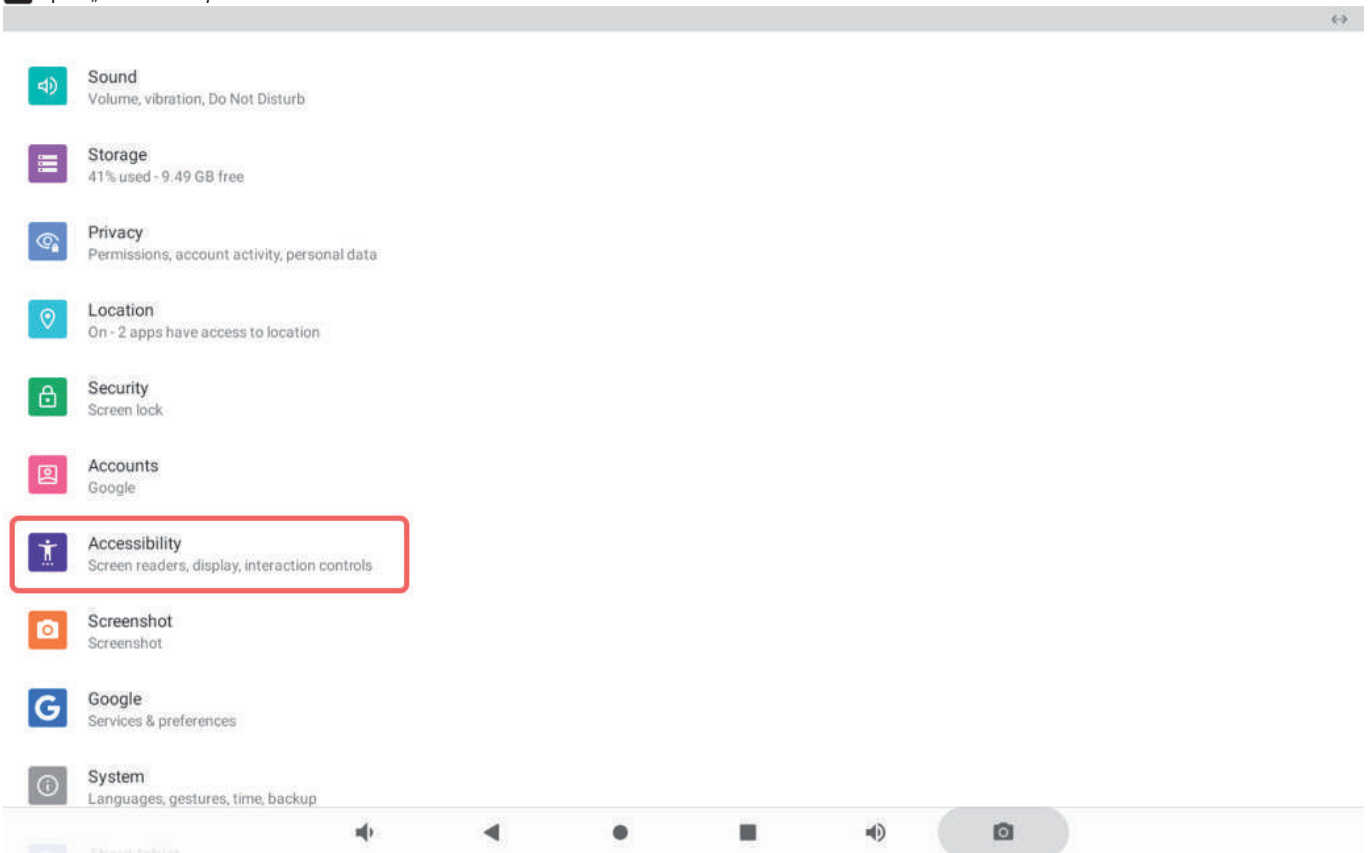 Sound
Volume, vibration, Do Not Disturb
Storage
41% used - 9.49 GB free
Privacy
Permissions, account activity, personal data
Location
On - 2 apps have access to location
Security
Screen lock
Accounts
Google
Accessibility
Screen readers, display, interaction controls
Screenshot
Screenshot
G
Google
Services & preferences
System
Languages, gestures, time, backup